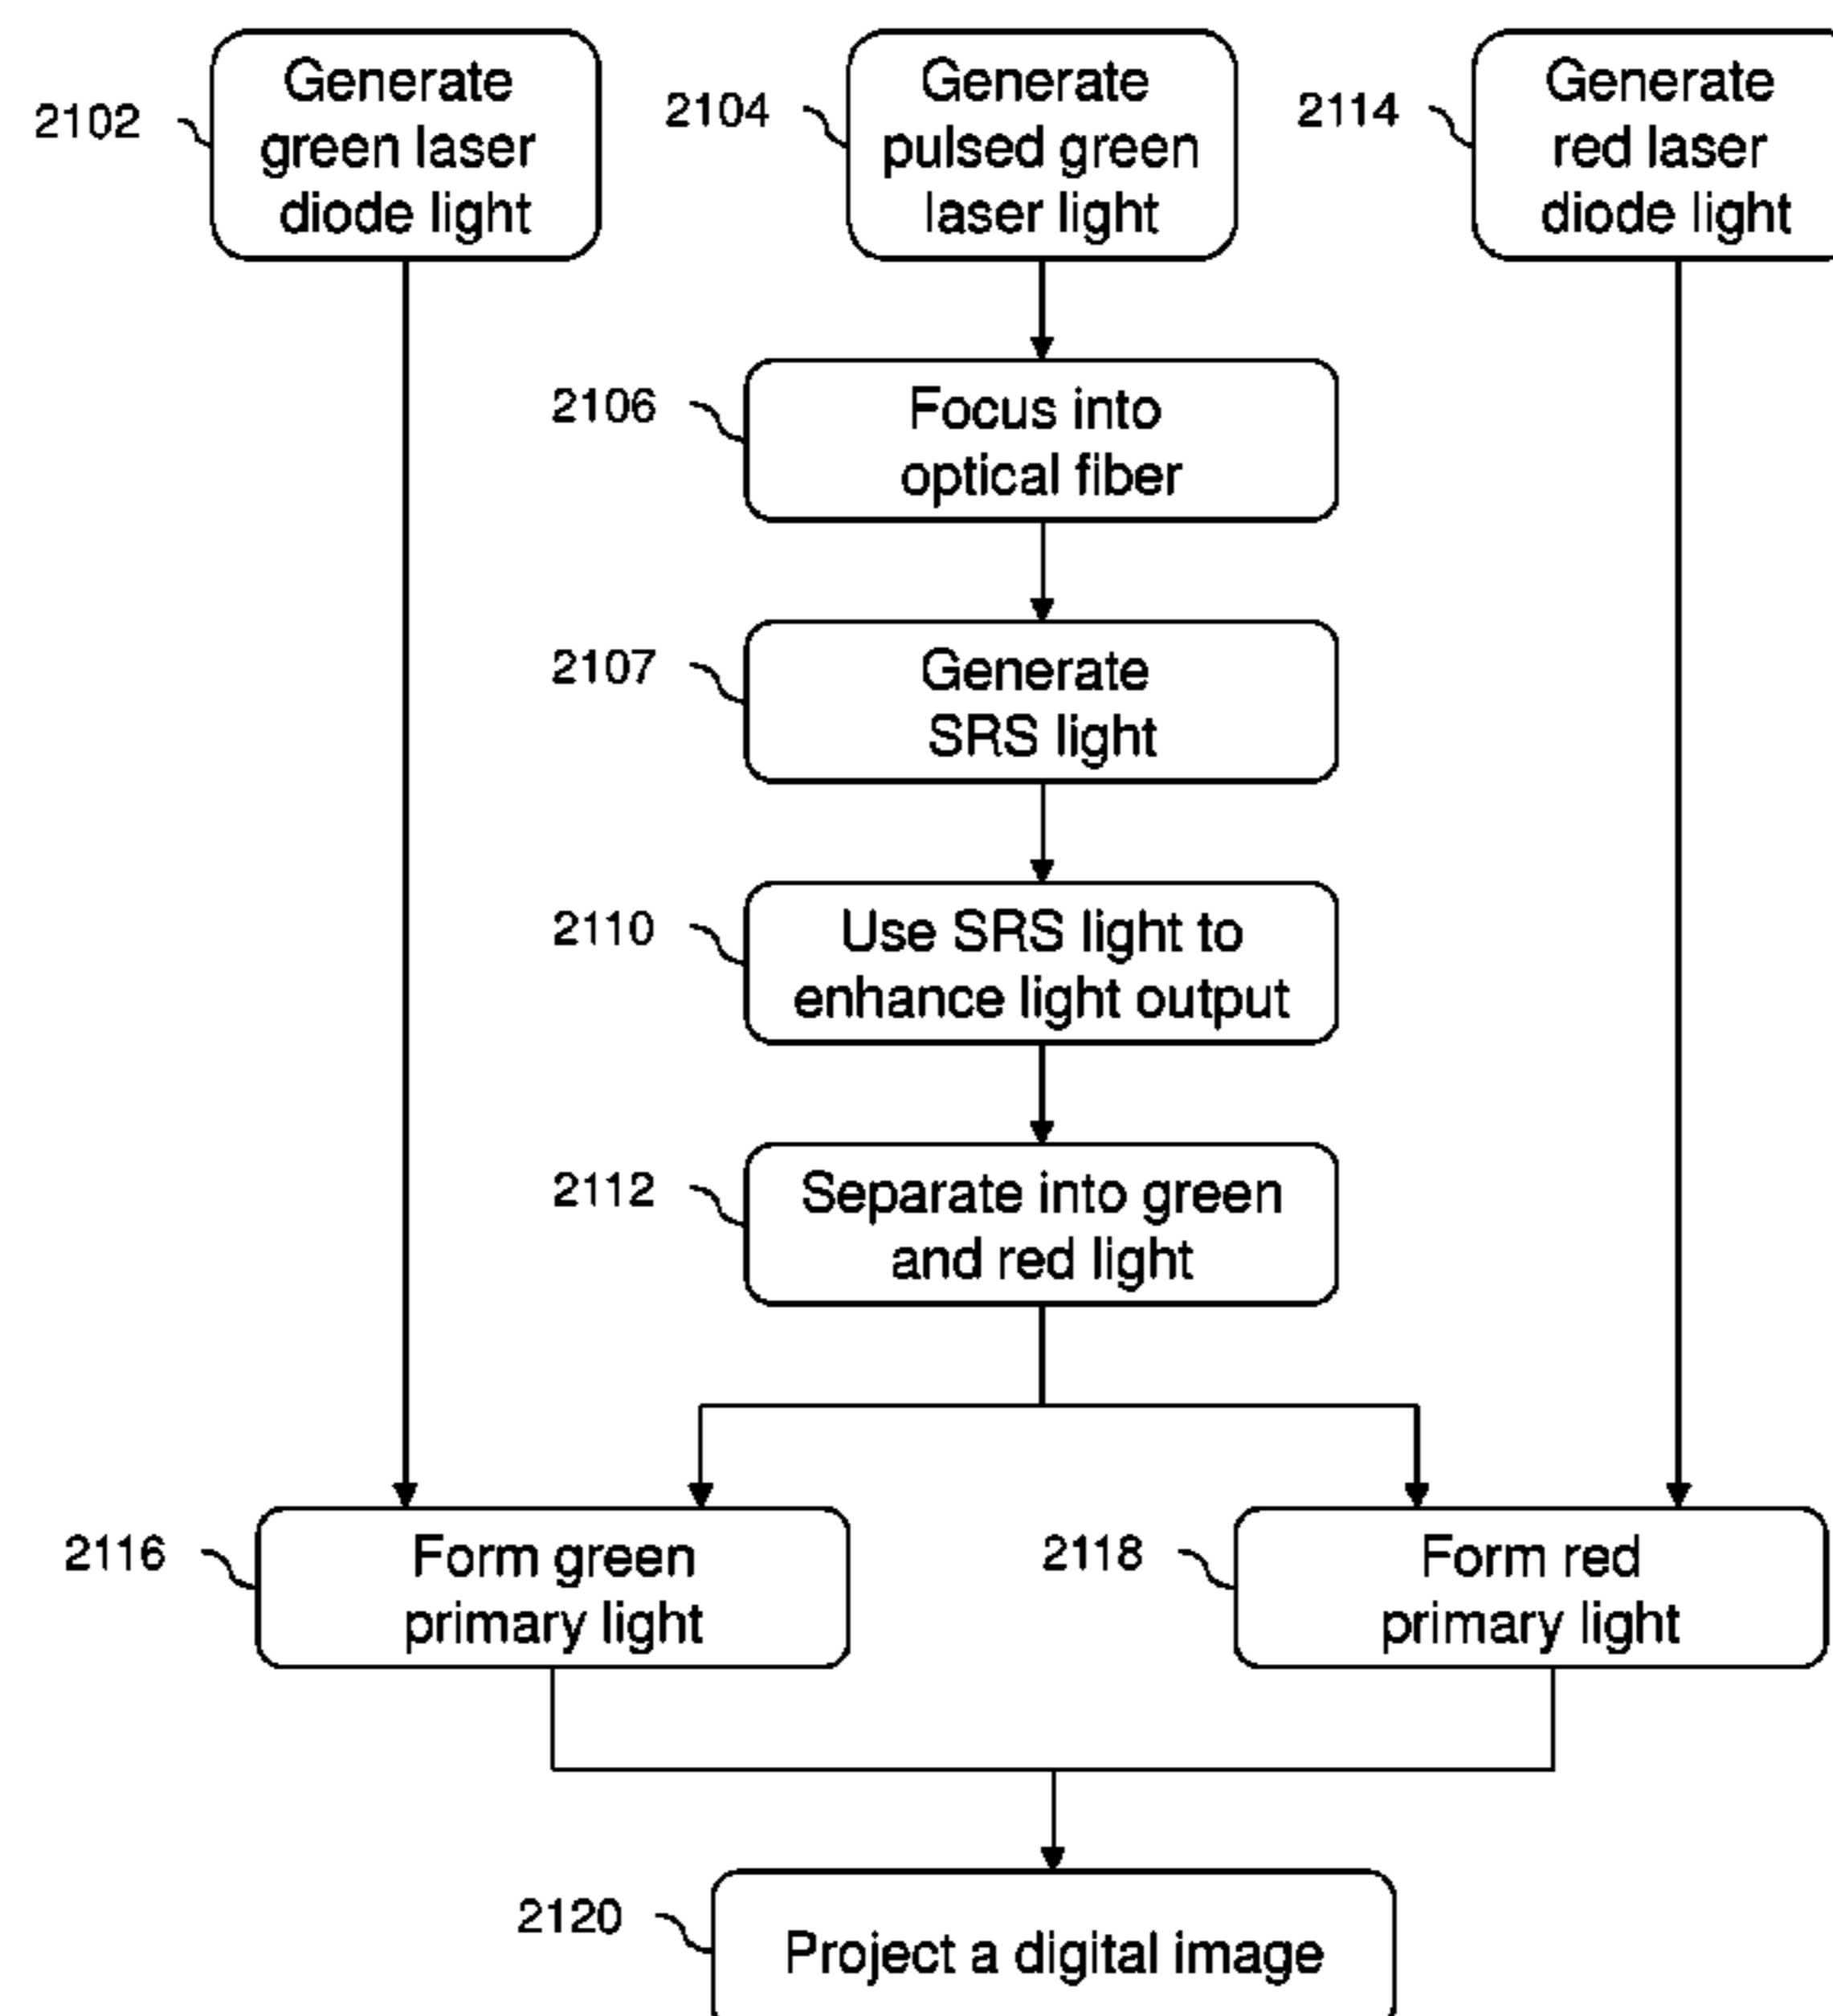 2102
Generate
green laser
diode light
2104
Generate
pulsed green
laser light
2114
Generate
red laser
diode light
2106
Focus into
optical fiber
2107
Generate
SRS light
2110
Use SRS light to
enhance light output
2112
Separate into green
and red light
2116
Form green
primary light
2118
Form red
primary light
2120
Project a digital image